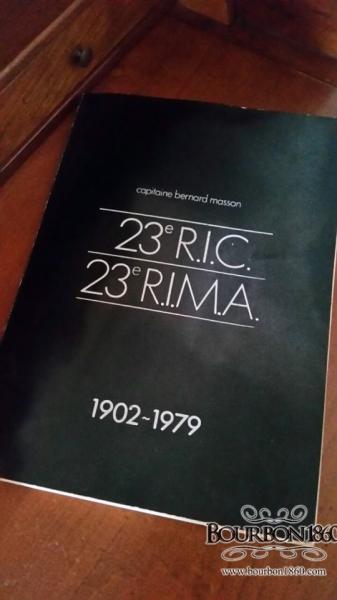 capitaine bernard masson
23e R.I.C.
23e R.I.M.A.
1902~1979
BOURBON1860
www.bourbon1860.com